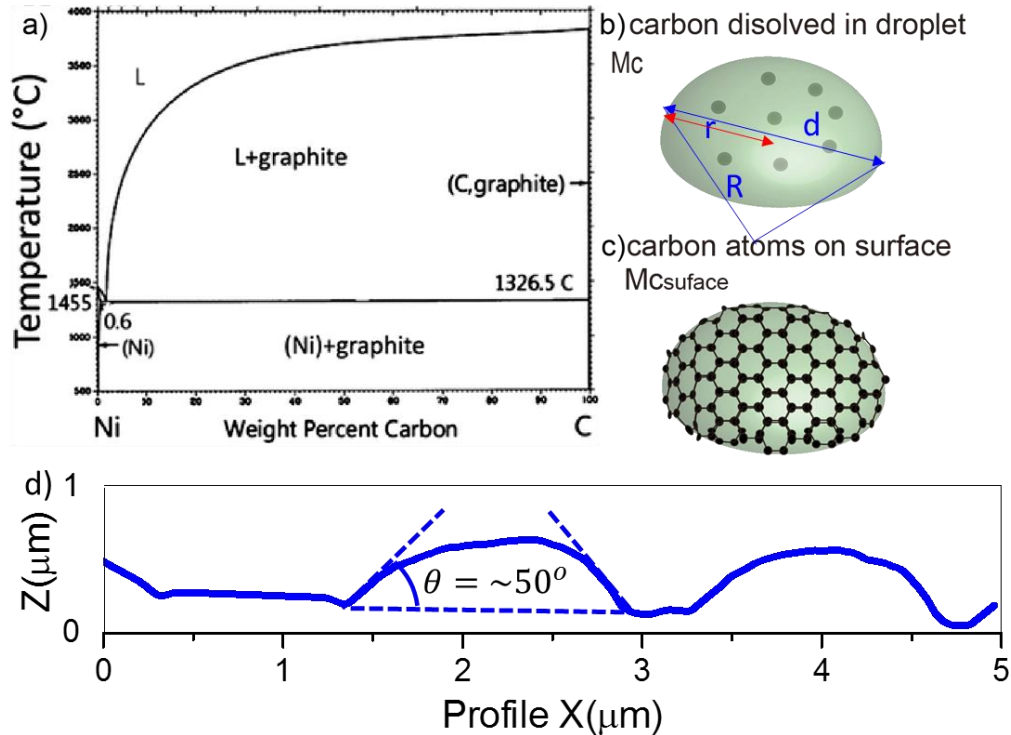 a)
Temperature (°C)
4000
3500
3000
2500
2000
1500
1455
1000
500
L
L+graphite
(C,graphite)
1326.5 C
0.6
(Ni)
(Ni)+graphite
0 10 20 30 40 50 60 70 80 90 100
Ni Weight Percent Carbon C
b) carbon disolved in droplet
Mc
d
r
R
c) carbon atoms on surface
Mcsuface
d)
Z(μm)
1
0
θ = ~50°
0 1 2 3 4 5
Profile X(μm)